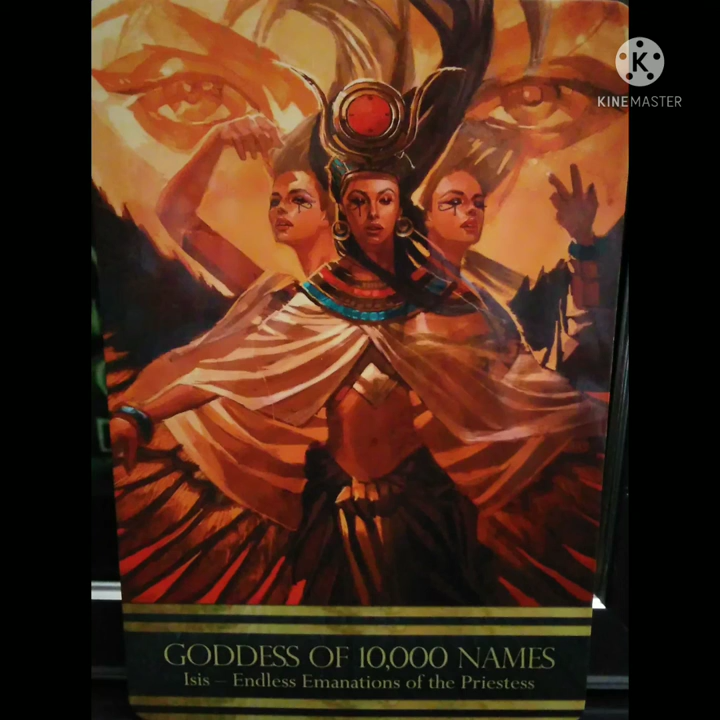 KINEMASTER
GODDESS OF 10,000 NAMES
Isis – Endless Emanations of the Priestess